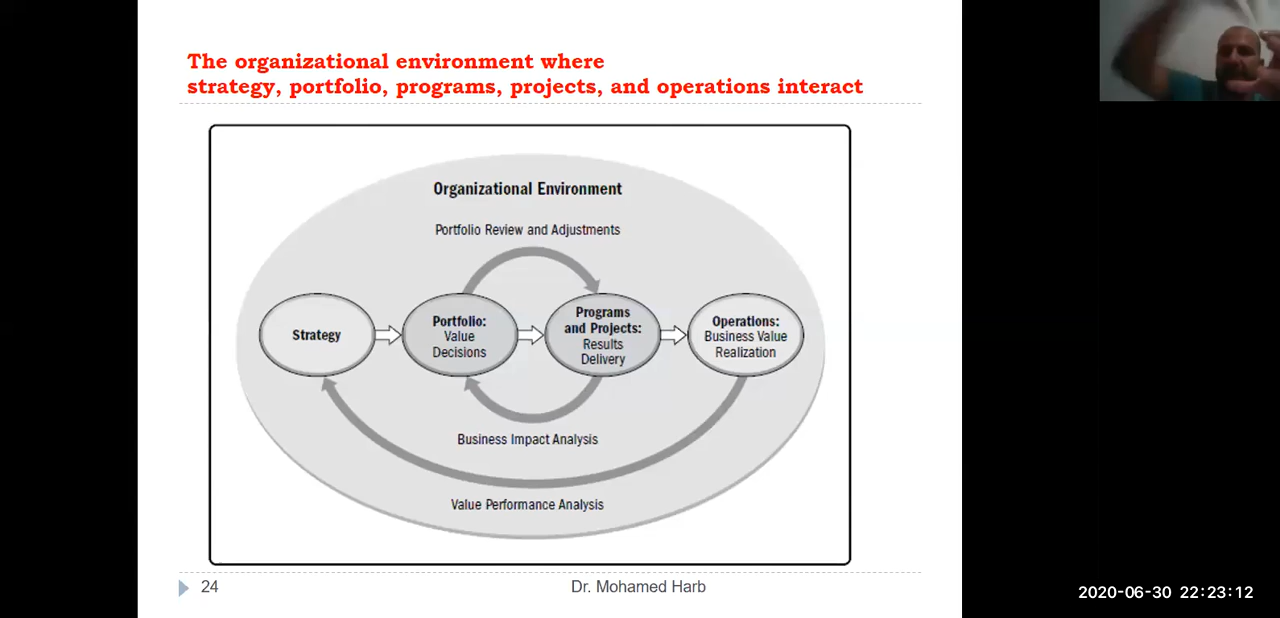 The organizational environment where
strategy, portfolio, programs, projects, and operations interact
Organizational Environment
Portfolio Review and Adjustments
Strategy
Portfolio:
Value
Decisions
Programs
and Projects:
Results
Delivery
Operations:
Business Value
Realization
Business Impact Analysis
Value Performance Analysis
24
Dr. Mohamed Harb
2020-06-30 22:23:12